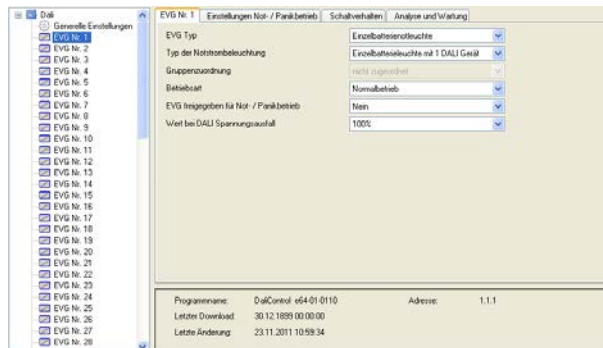 Dali
Generelle Einstellungen
EVG Nr. 1
EVG Nr. 2
EVG Nr. 3
EVG Nr. 4
EVG Nr. 5
EVG Nr. 6
EVG Nr. 7
EVG Nr. 8
EVG Nr. 9
EVG Nr. 10
EVG Nr. 11
EVG Nr. 12
EVG Nr. 13
EVG Nr. 14
EVG Nr. 15
EVG Nr. 16
EVG Nr. 17
EVG Nr. 18
EVG Nr. 19
EVG Nr. 20
EVG Nr. 21
EVG Nr. 22
EVG Nr. 23
EVG Nr. 24
EVG Nr. 25
EVG Nr. 26
EVG Nr. 27
EVG Nr. 28
EVG Nr. 1 Einstellungen Not- / Panikbetrieb Schaltverhalten Analyse und Wartung
EVG Typ Einzelbatterienotleuchte
Typ der Notstrombeleuchtung Einzelbatterieleuchte mit 1 DALI Gerät
Gruppenzuordnung nicht zugeordnet
Betriebsart Normalbetrieb
EVG freigegeben für Not- / Panikbetrieb Nein
Wert bei DALI Spannungsausfall 100%
Programmname: DaliControl e64-01-0110 Adresse: 1.1.1
Letzter Download: 30.12.1899 00:00:00
Letzte Änderung: 23.11.2011 10:59:34